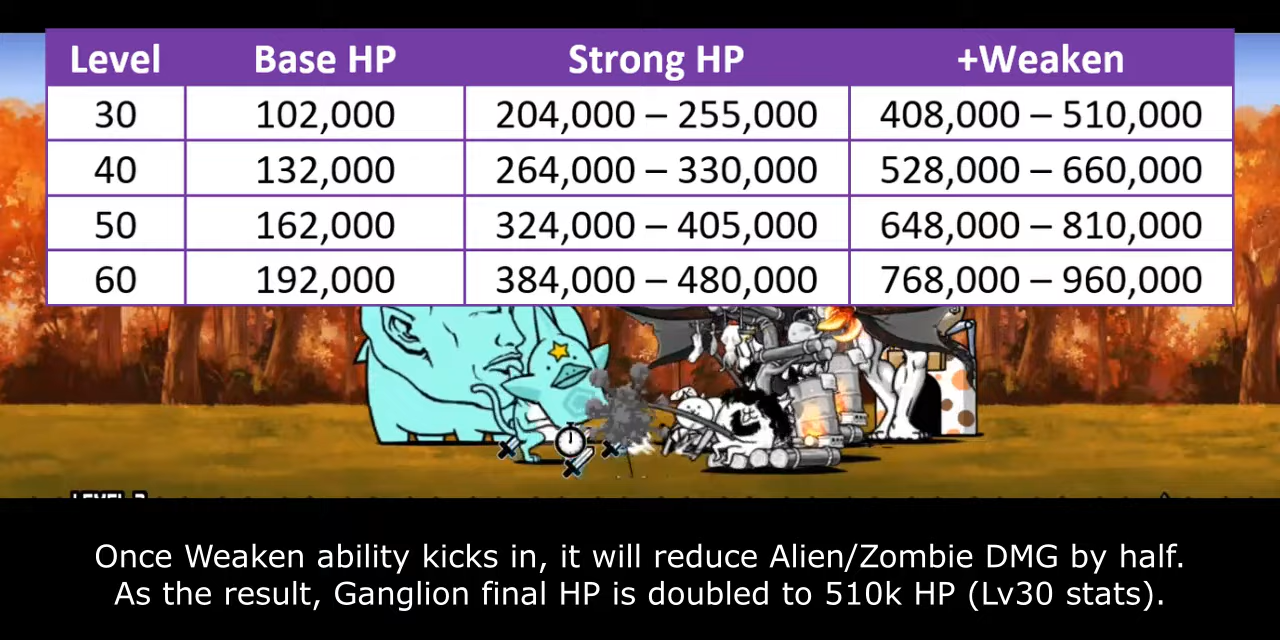 Level Base HP Strong HP +Weaken
30 102,000 204,000 – 255,000 408,000 – 510,000
40 132,000 264,000 – 330,000 528,000 – 660,000
50 162,000 324,000 – 405,000 648,000 – 810,000
60 192,000 384,000 – 480,000 768,000 – 960,000
Once Weaken ability kicks in, it will reduce Alien/Zombie DMG by half.
As the result, Ganglion final HP is doubled to 510k HP (Lv30 stats).